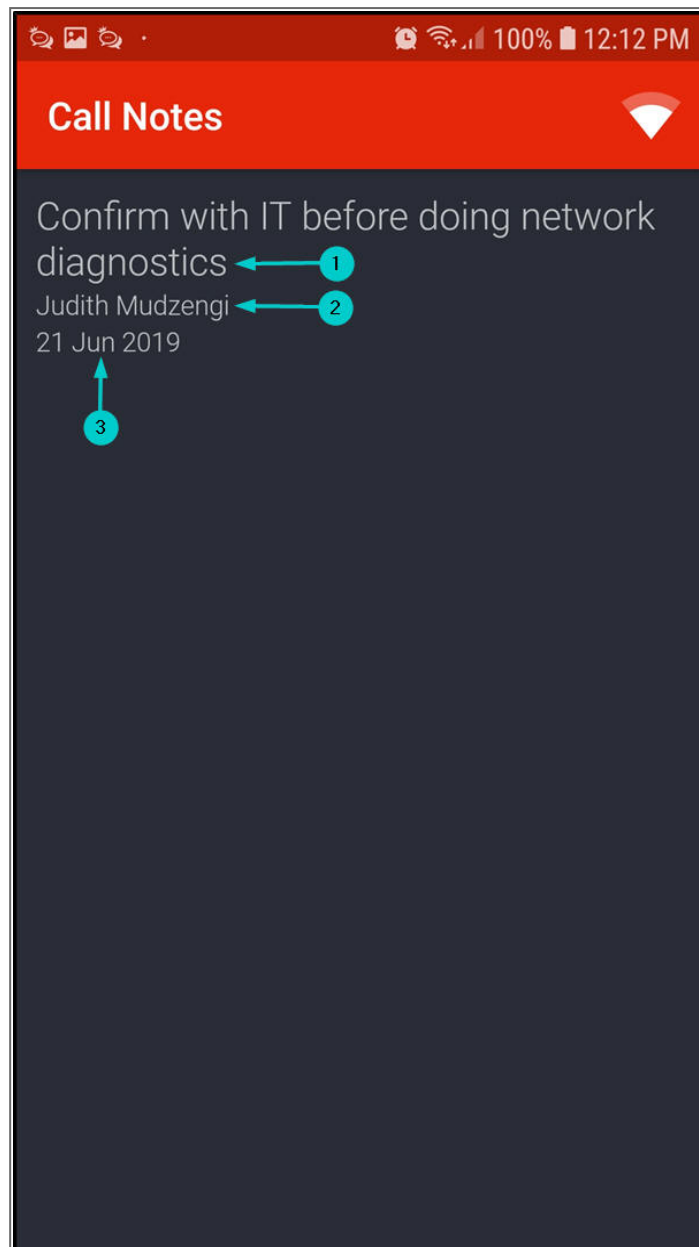 100% 12:12 PM
Call Notes
Confirm with IT before doing network
diagnostics
1
Judith Mudzengi
2
21 Jun 2019
3